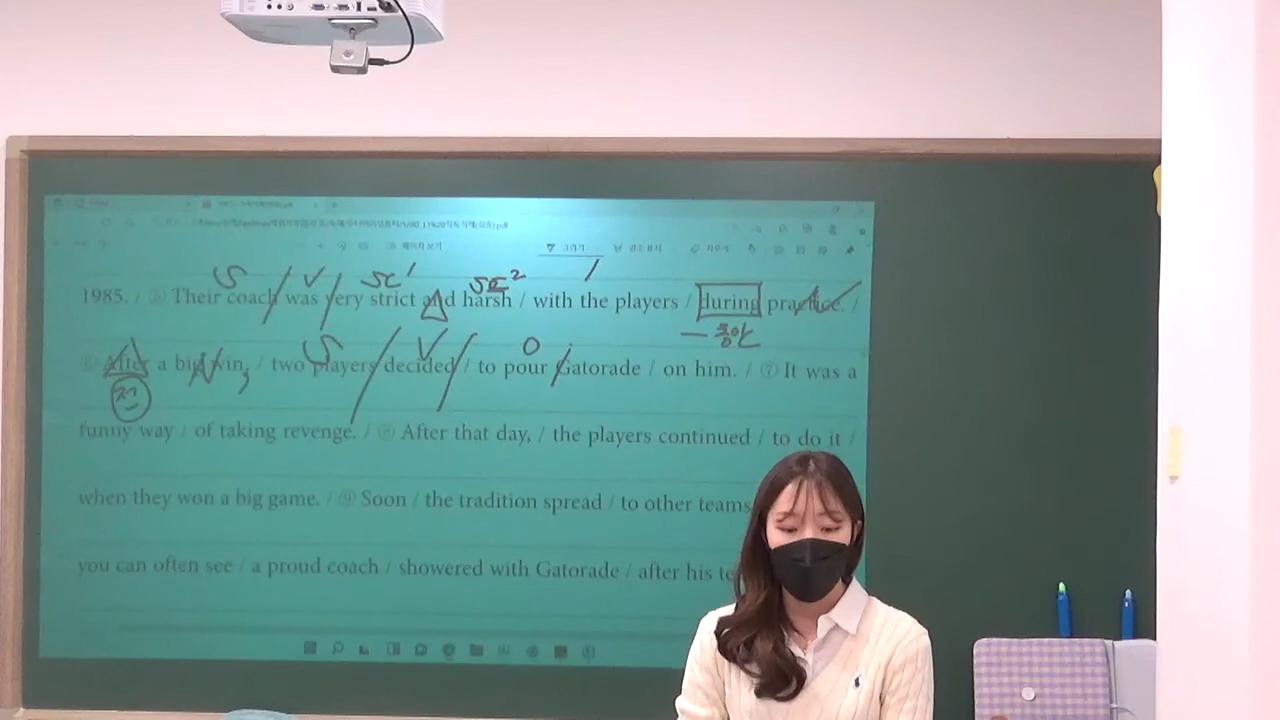 S V SC¹ SC² /
1985. / ⑤ Their coach was very strict and harsh / with the players / during practice. /
— 동안
S V O
⑥ After a big win, / two players decided / to pour Gatorade / on him. / ⑦ It was a
전
funny way / of taking revenge. / ⑧ After that day, / the players continued / to do it /
when they won a big game. / ⑨ Soon / the tradition spread / to other teams
you can often see / a proud coach / showered with Gatorade / after his